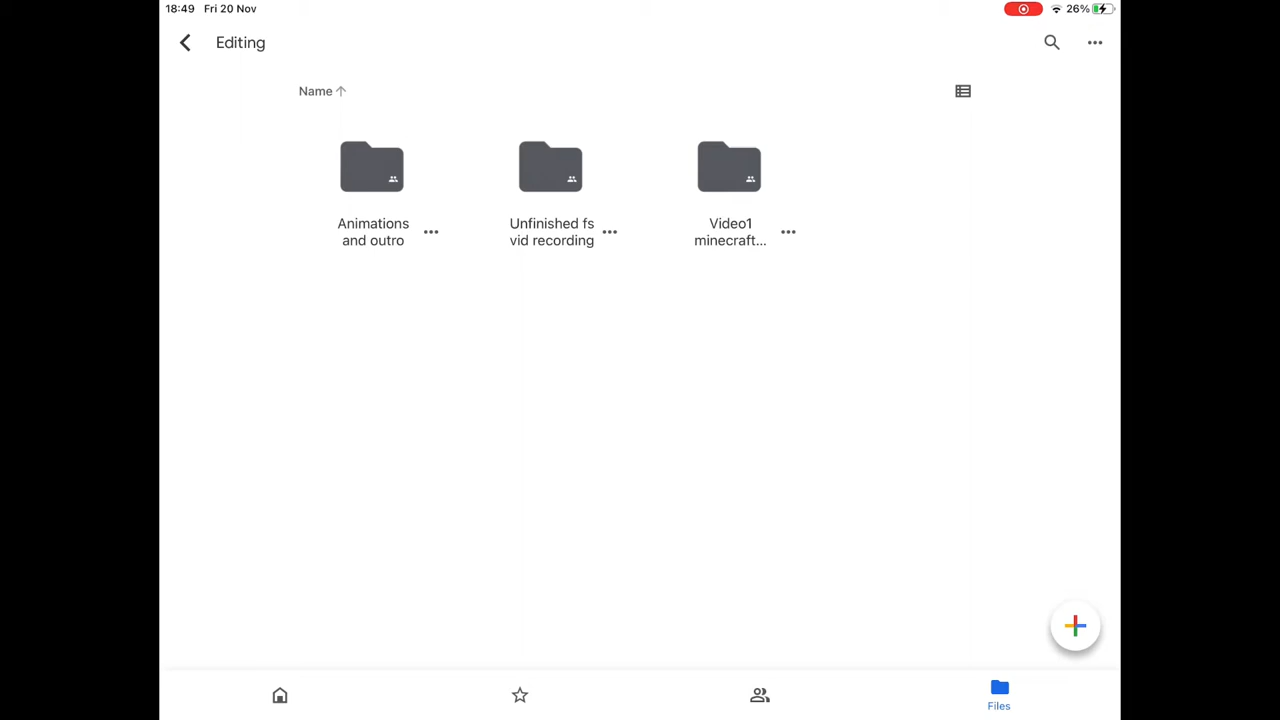 18:49 Fri 20 Nov 26%
Editing
Name
Animations
and outro
Unfinished fs
vid recording
Video1
minecraft...
Files